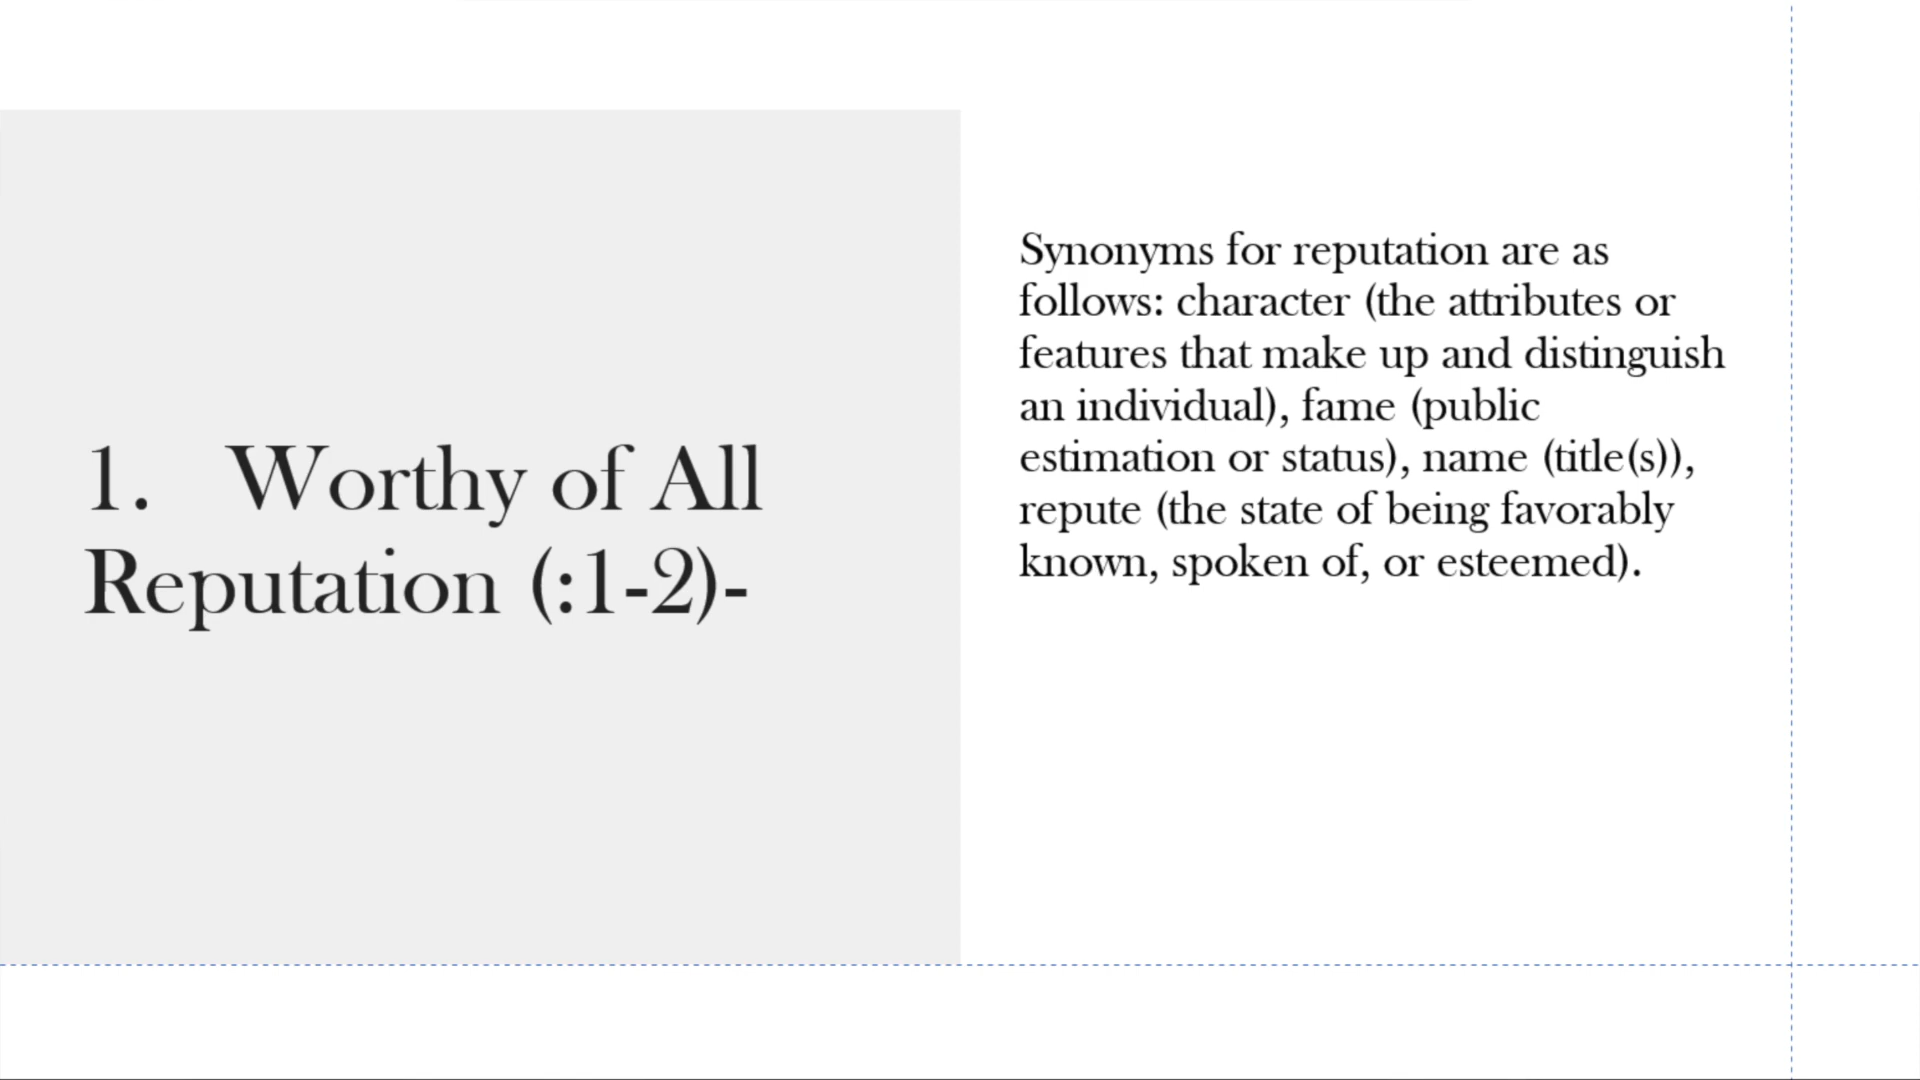 1. Worthy of All
Reputation (:1-2)-
Synonyms for reputation are as
follows: character (the attributes or
features that make up and distinguish
an individual), fame (public
estimation or status), name (title(s)),
repute (the state of being favorably
known, spoken of, or esteemed).